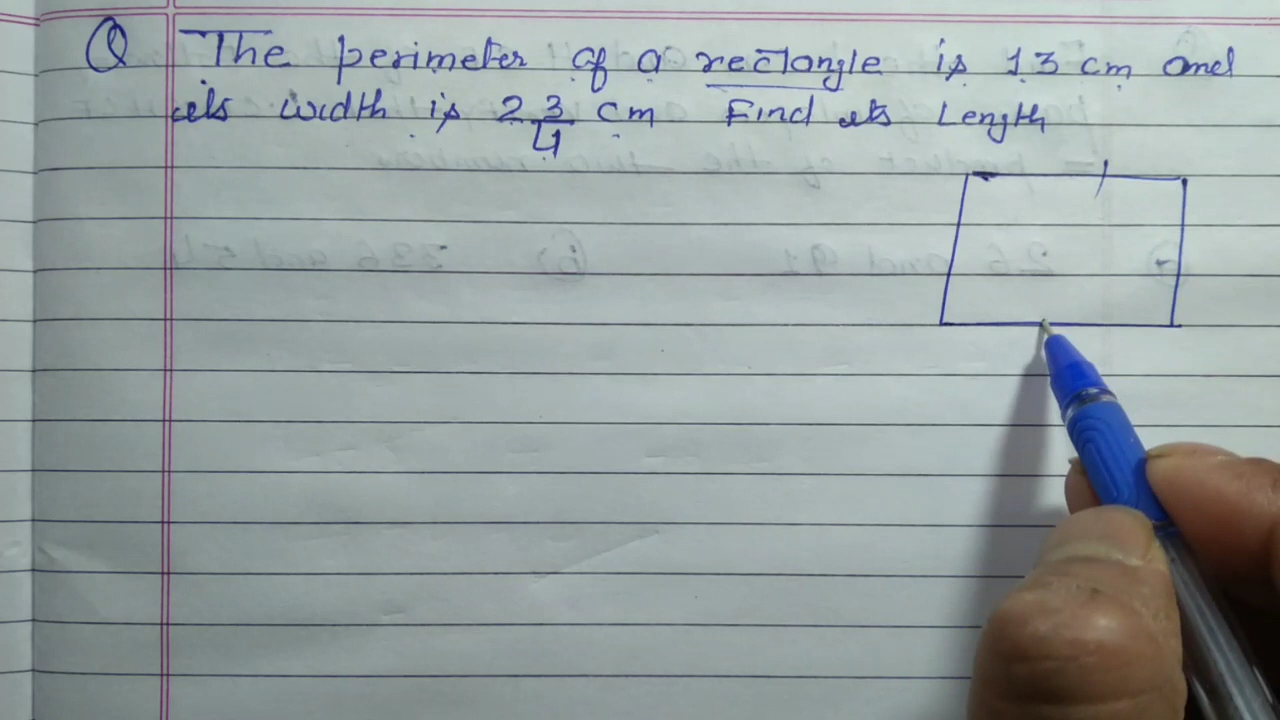 Q The perimeter of a rectangle is 13 cm and
its width is 2 3/4 cm Find its Length